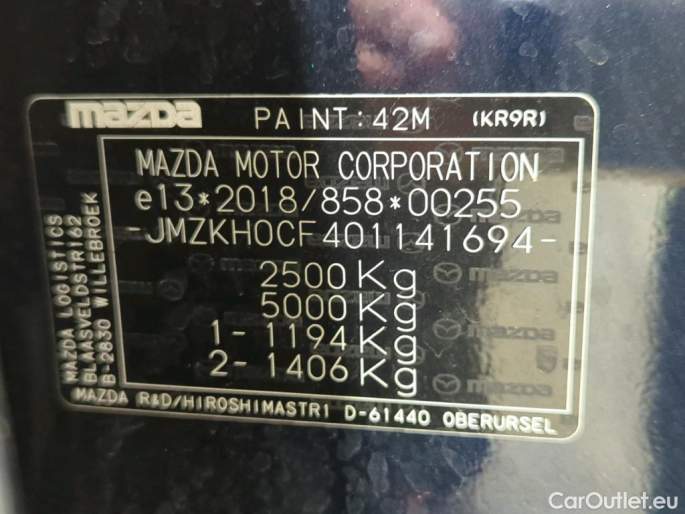 mazda PAINT: 42M (KR9R)
MAZDA MOTOR CORPORATION
e13*2018/858*00255
-JMZKH0CF401141694-
2500Kg
5000Kg
1- 1194Kg
2- 1406Kg
MAZDA LOGISTICS
BLAASVELDSTR162
B-2830 WILLEBROEK
MAZDA R&D/HIROSHIMASTR1 D-61440 OBERURSEL
CarOutlet.eu